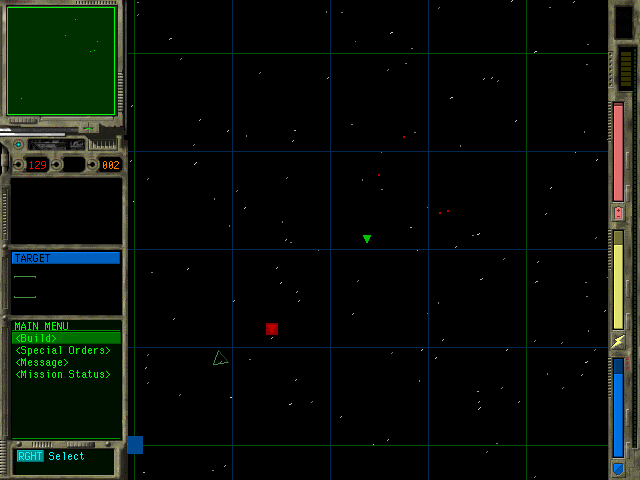 129 002
TARGET
MAIN MENU
<Build>
<Special Orders>
<Message>
<Mission Status>
RGHT Select